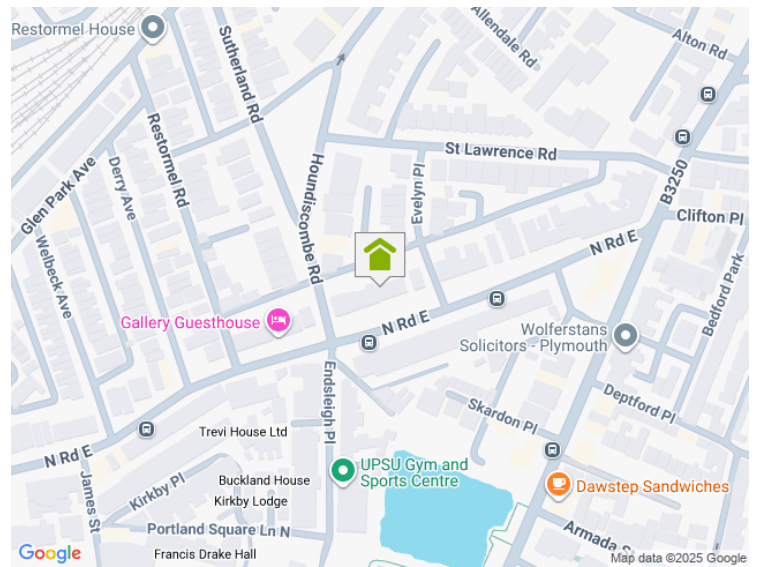 Restormel House
Sutherland Rd
Allendale Rd
Alton Rd
Glen Park Ave
Derry Ave
Restormel Rd
Houndiscombe Rd
Evelyn Pl
St Lawrence Rd
B3250
Clifton Pl
Welbeck Ave
N Rd E
Bedford Park
Gallery Guesthouse
N Rd E
Wolferstans
Solicitors - Plymouth
Endsleigh Pl
Deptford Pl
Skardon Pl
Trevi House Ltd
N Rd E
James St
Kirkby Pl
Buckland House
Kirkby Lodge
UPSU Gym and
Sports Centre
Dawstep Sandwiches
Portland Square Ln N
Armada S
Francis Drake Hall
Google
Map data ©2025 Google